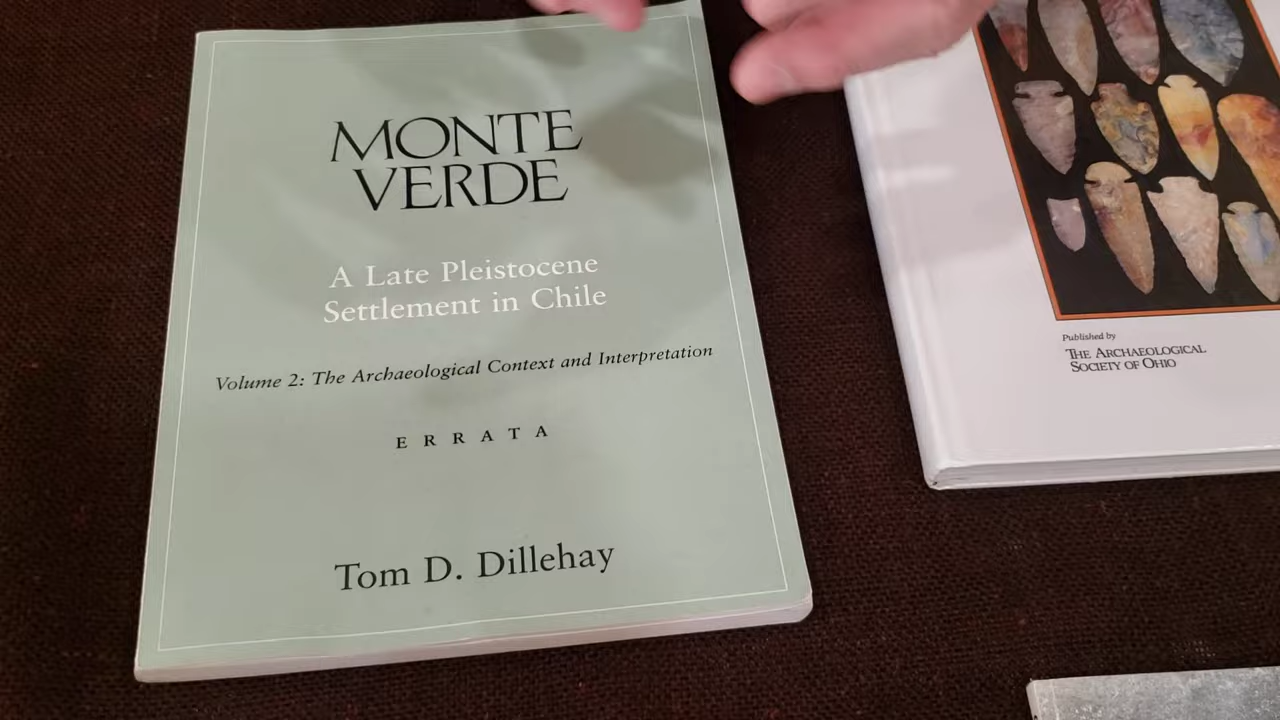 MONTE
VERDE
A Late Pleistocene
Settlement in Chile
Volume 2: The Archaeological Context and Interpretation
ERRATA
Tom D. Dillehay
Published by
THE ARCHAEOLOGICAL
SOCIETY OF OHIO